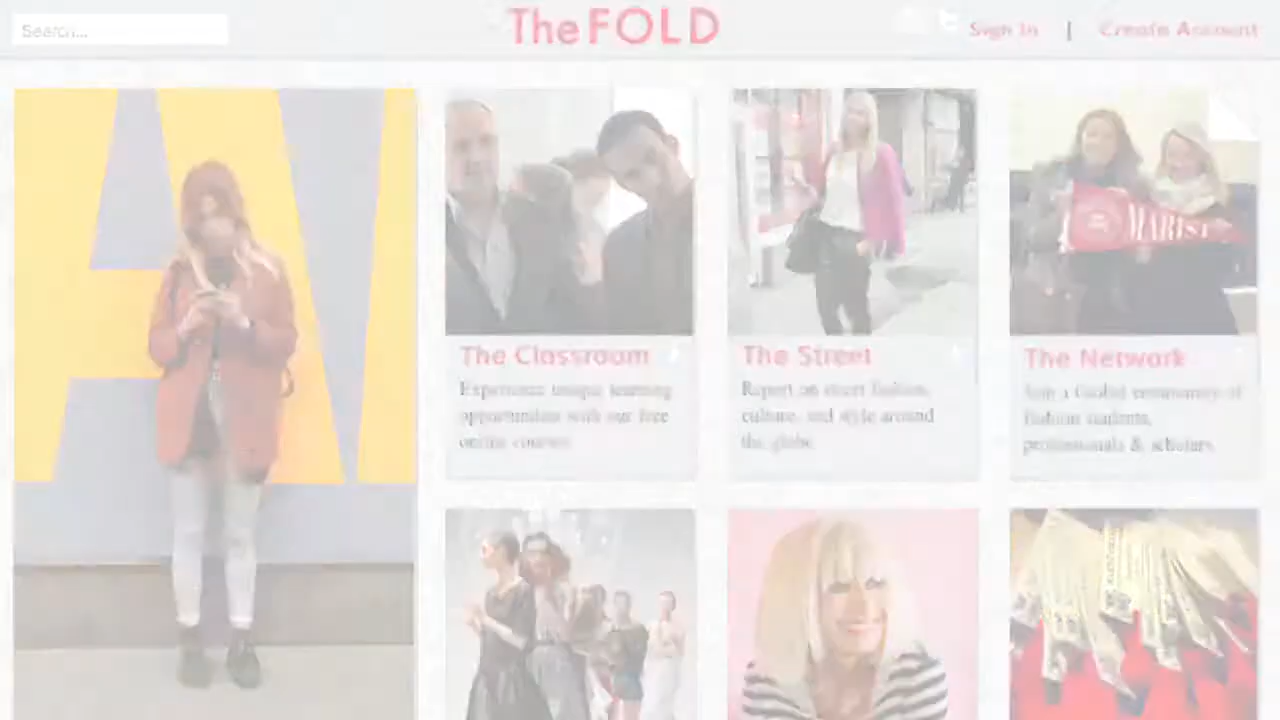 Search...
The FOLD
Sign In | Create Account
MARIST
The Classroom
Experience unique learning
opportunities with our free
online courses.
The Street
Report on street fashion,
culture, and style around
the globe.
The Network
Join a Global community of
fashion students,
professionals & scholars.